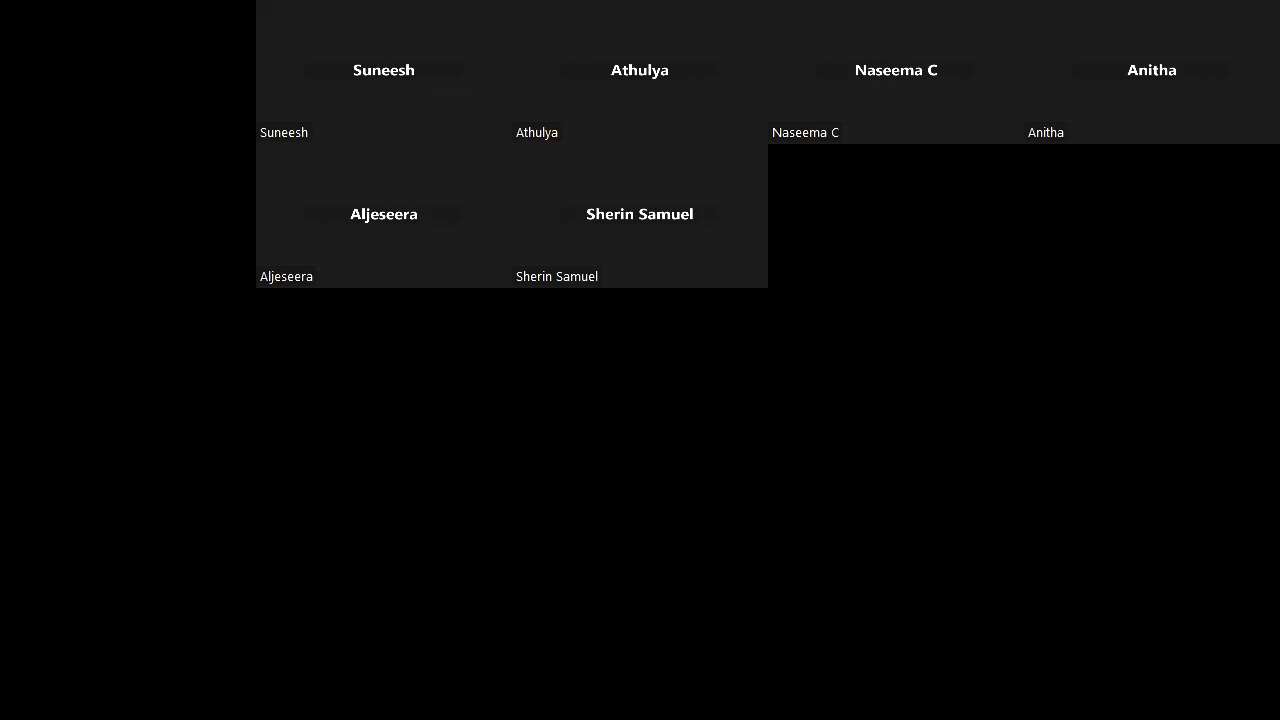 Suneesh
Athulya
Naseema C
Anitha
Suneesh
Athulya
Naseema C
Anitha
Aljeseera
Sherin Samuel
Aljeseera
Sherin Samuel